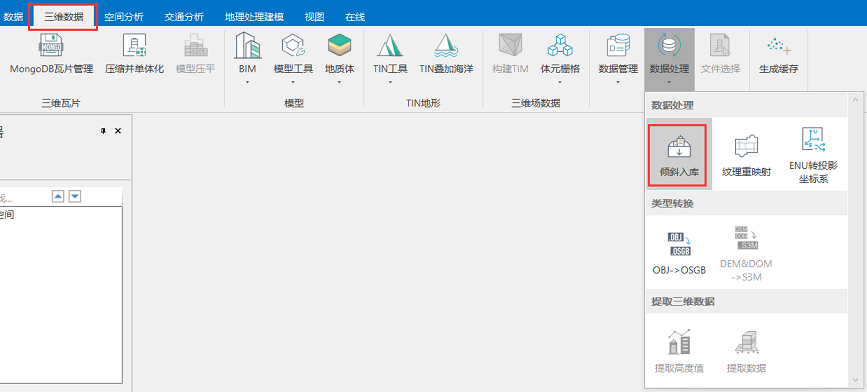 数据 三维数据 空间分析 交通分析 地理处理建模 视图 在线
MONGO
MongoDB瓦片管理 压缩并单体化 模型压平 BIM 模型工具 地质体 TIN工具 TIN叠加海洋 构建TIM 体元栅格 数据管理 数据处理 文件选择 生成缓存
三维瓦片 模型 TIN地形 三维场数据
数据处理
器
倾斜入库 纹理重映射 ENU转投影
坐标系
找...
空间
类型转换
.OBJ
.OSGB
DEM
DOM
.S3M
OBJ->OSGB DEM&DOM
->S3M
提取三维数据
提取高度值 提取数据